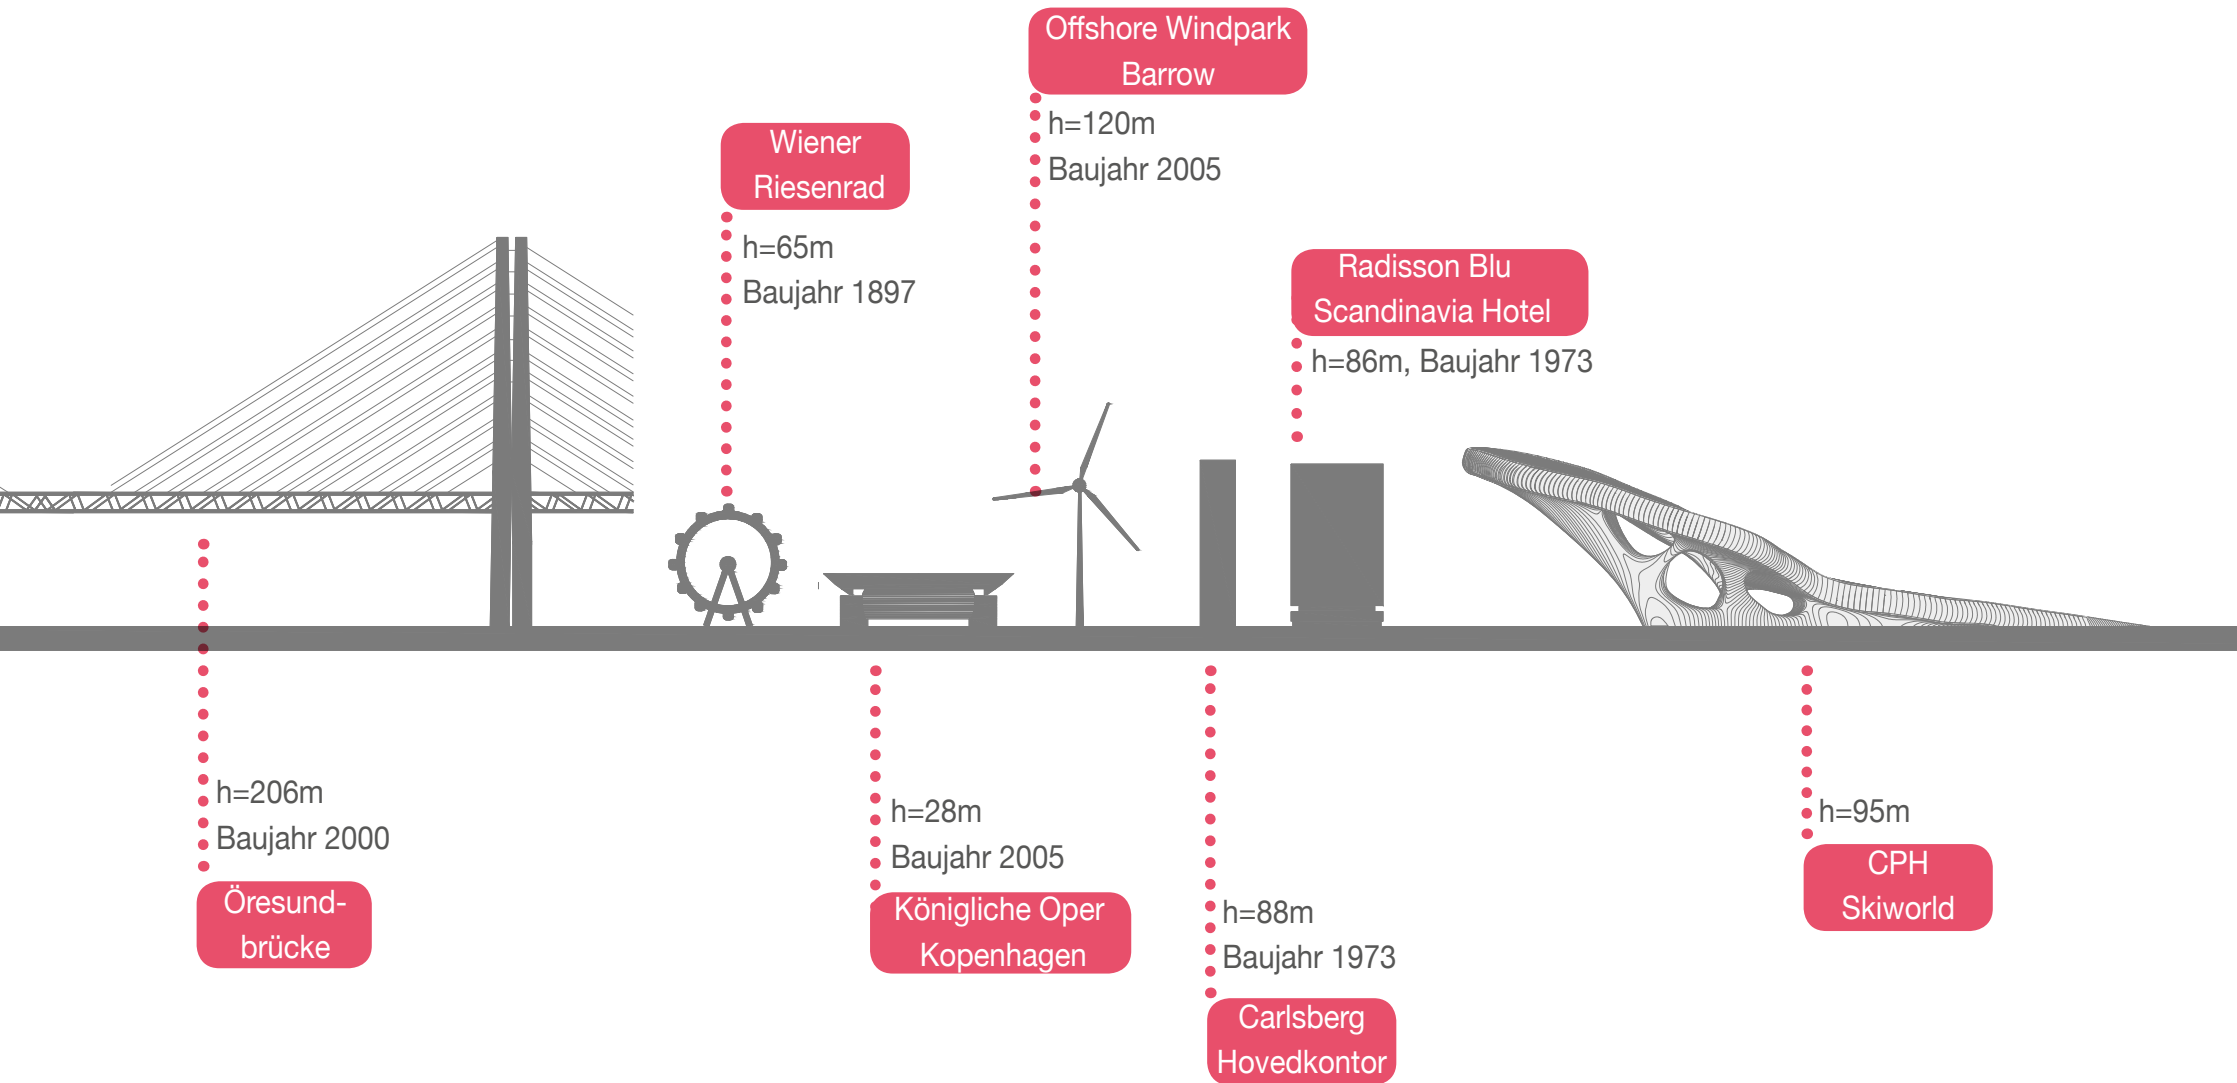 Offshore Windpark
Barrow
h=120m
Baujahr 2005
Wiener
Riesenrad
h=65m
Baujahr 1897
Radisson Blu
Scandinavia Hotel
h=86m, Baujahr 1973
h=206m
Baujahr 2000
Öresund-
brücke
h=28m
Baujahr 2005
Königliche Oper
Kopenhagen
h=88m
Baujahr 1973
Carlsberg
Hovedkontor
h=95m
CPH
Skiworld